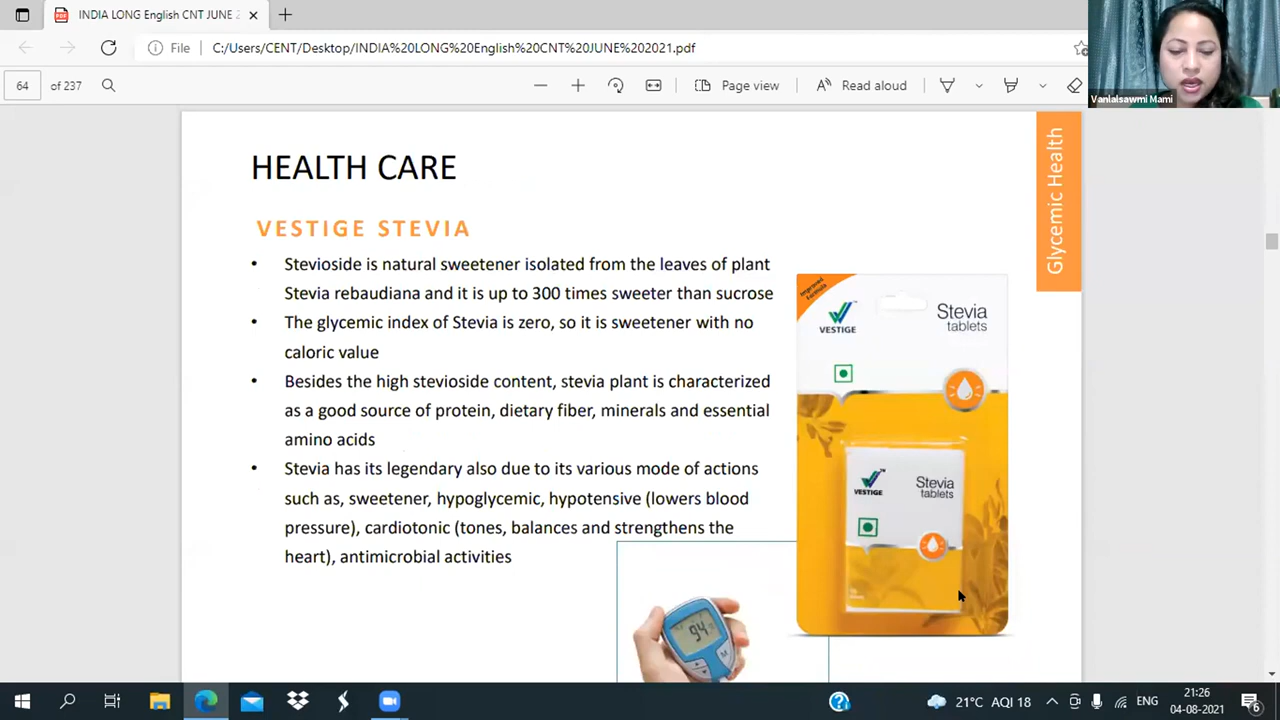 INDIA LONG English CNT JUNE 2
File
C:/Users/CENT/Desktop/INDIA%20LONG%20English%20CNT%20JUNE%202021.pdf
64
of 237
Page view
Read aloud
Vanlalsawmi Mami
HEALTH CARE
Glycemic Health
VESTIGE STEVIA
• Stevioside is natural sweetener isolated from the leaves of plant
Stevia rebaudiana and it is up to 300 times sweeter than sucrose
• The glycemic index of Stevia is zero, so it is sweetener with no
caloric value
• Besides the high stevioside content, stevia plant is characterized
as a good source of protein, dietary fiber, minerals and essential
amino acids
• Stevia has its legendary also due to its various mode of actions
such as, sweetener, hypoglycemic, hypotensive (lowers blood
pressure), cardiotonic (tones, balances and strengthens the
heart), antimicrobial activities
Improved
Formula
VESTIGE
Stevia
tablets
VESTIGE
Stevia
tablets
94
M
21°C AQI 18
ENG
21:26
04-08-2021
6